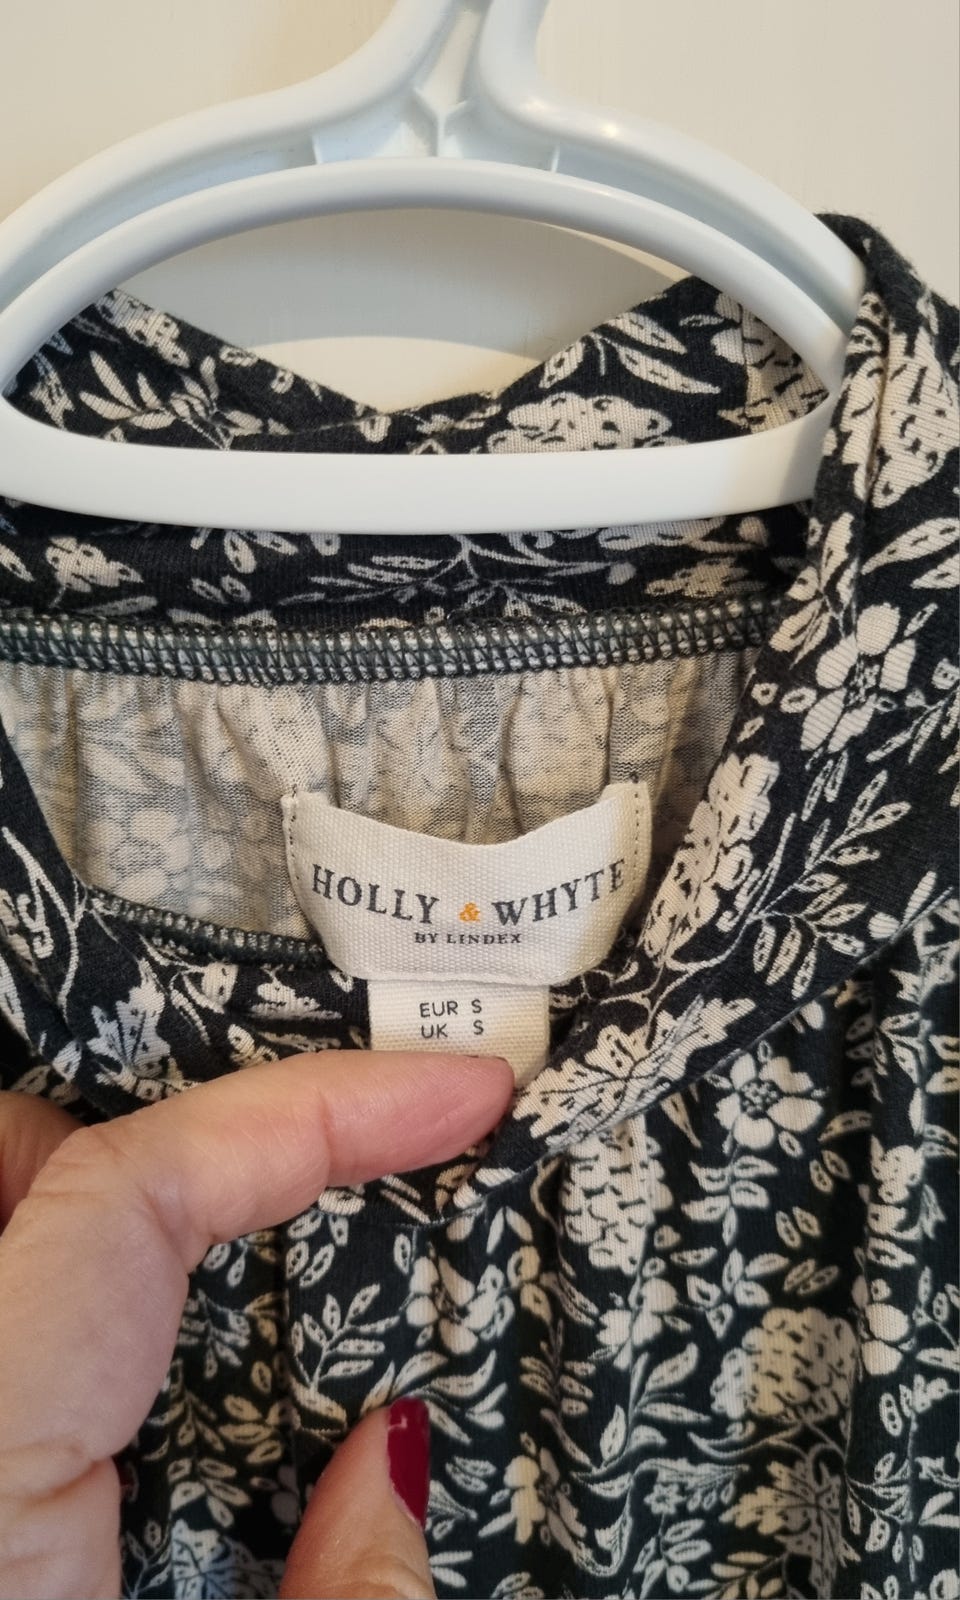 HOLLY & WHYTE
BY LINDEX
EUR S
UK S